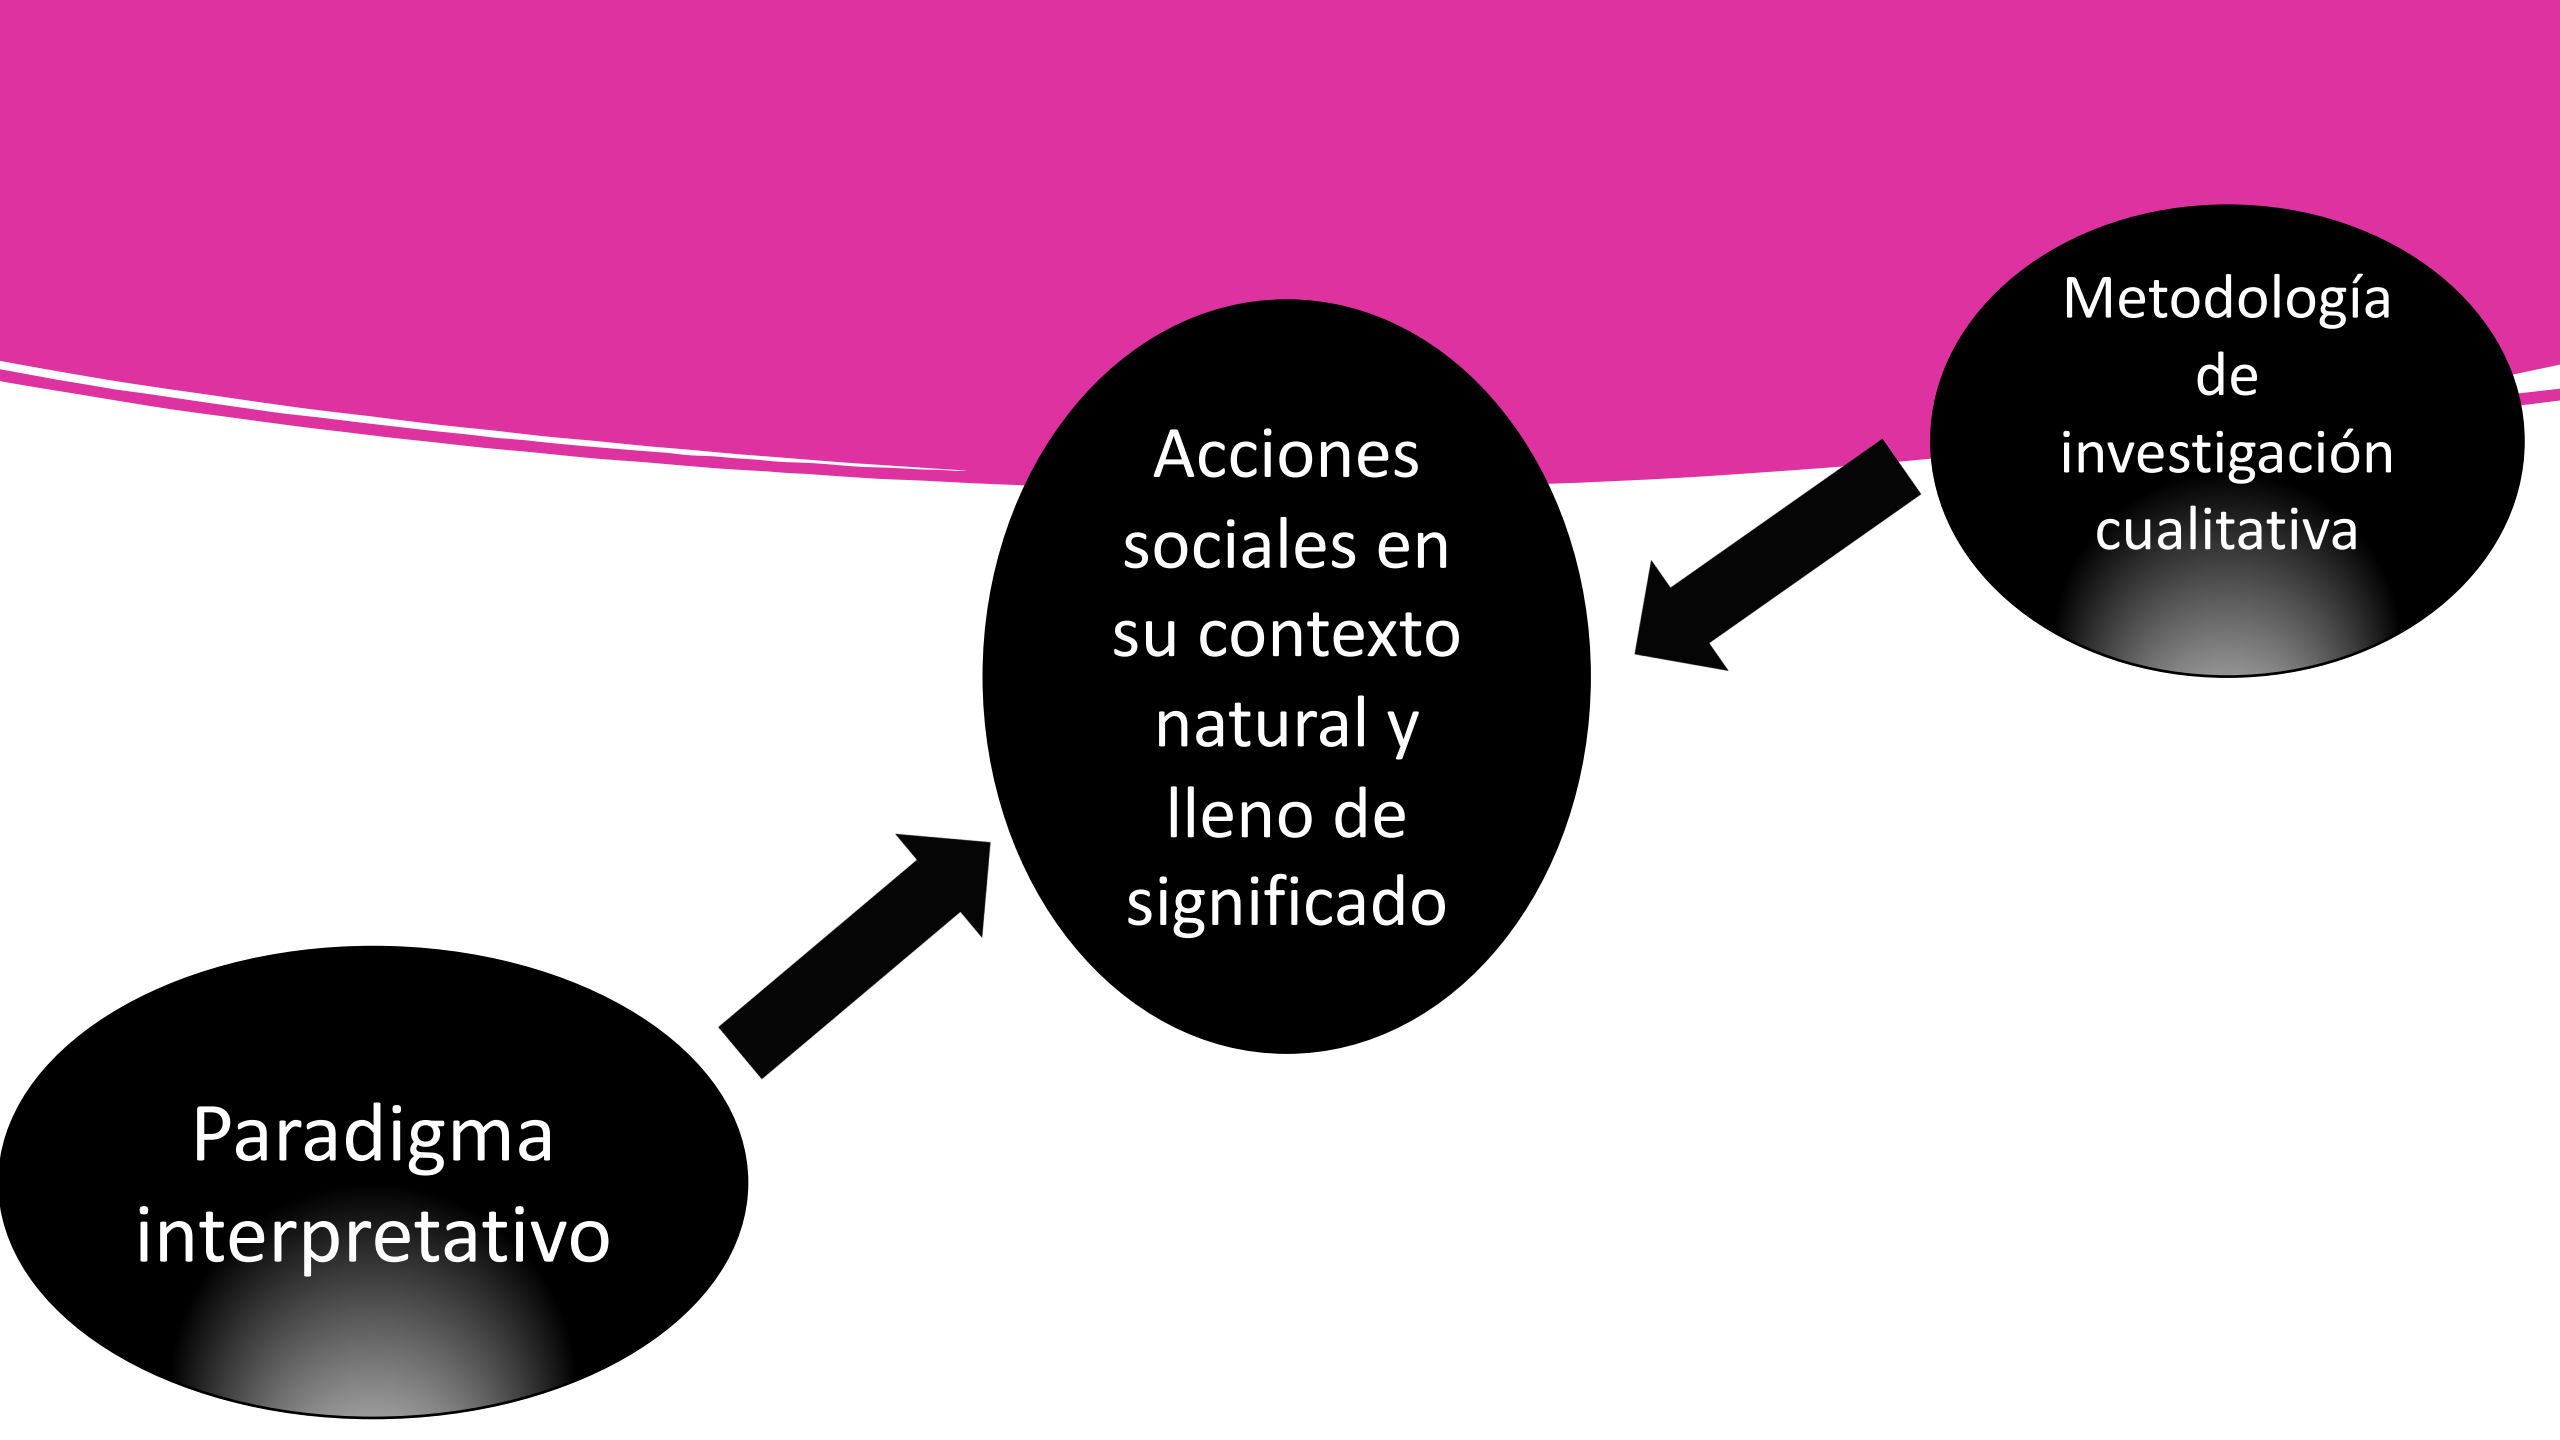 Metodología
de
investigación
cualitativa
Acciones
sociales en
su contexto
natural y
lleno de
significado
Paradigma
interpretativo